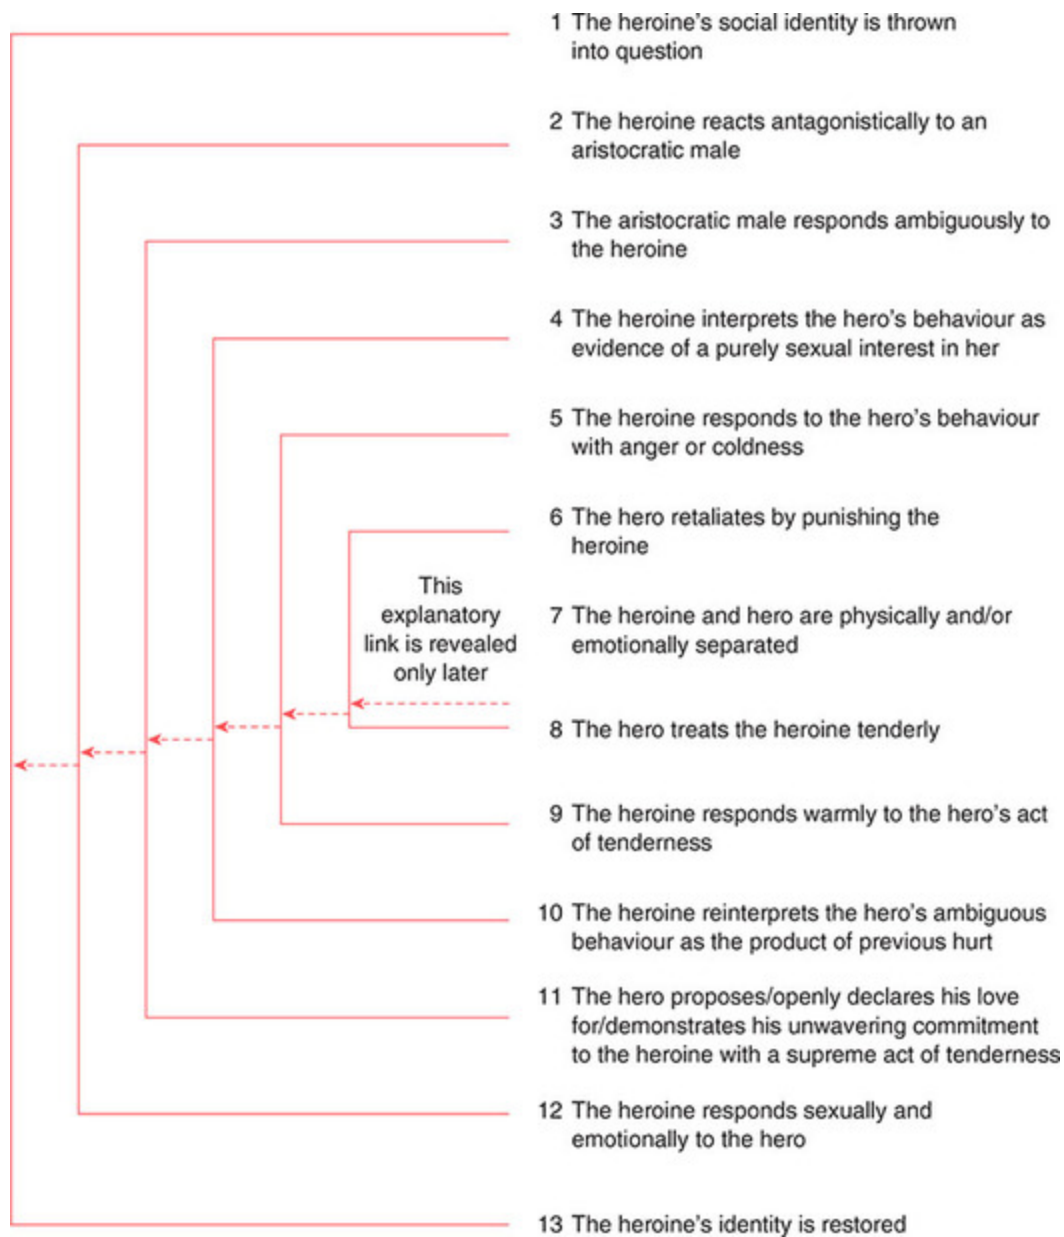 1 The heroine's social identity is thrown
into question
2 The heroine reacts antagonistically to an
aristocratic male
3 The aristocratic male responds ambiguously to
the heroine
4 The heroine interprets the hero's behaviour as
evidence of a purely sexual interest in her
5 The heroine responds to the hero's behaviour
with anger or coldness
6 The hero retaliates by punishing the
heroine
This
explanatory
link is revealed
only later
7 The heroine and hero are physically and/or
emotionally separated
8 The hero treats the heroine tenderly
9 The heroine responds warmly to the hero's act
of tenderness
10 The heroine reinterprets the hero's ambiguous
behaviour as the product of previous hurt
11 The hero proposes/openly declares his love
for/demonstrates his unwavering commitment
to the heroine with a supreme act of tenderness
12 The heroine responds sexually and
emotionally to the hero
13 The heroine's identity is restored